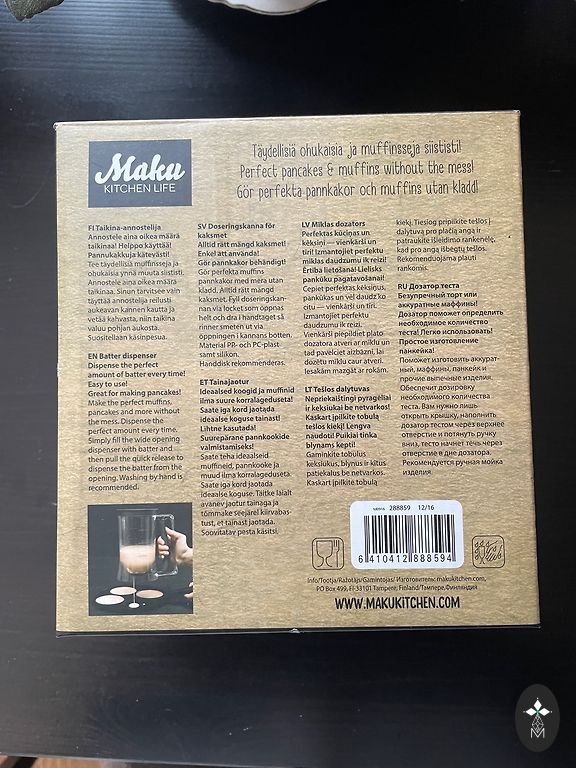 Maku
KITCHEN LIFE
Täydellisiä ohukaisia ja muffinsseja siististi!
Perfect pancakes & muffins without the mess!
Gör perfekta pannkakor och muffins utan kladd!
FI Taikina-annostelija
Annostele aina oikea määrä
taikinaa! Helppo käyttää!
Pannukakkuja kätevästi!
Tee täydellisiä muffinsseja ja
ohukaisia ynnä muuta siististi.
Annostele aina oikea määrä
taikinaa. Sinun tarvitsee vain
täyttää annostelija reilusti
aukeavan kannen kautta ja
vetää kahvasta, niin taikina
valuu pohjan aukosta.
Suositellaan käsinpesua.
EN Batter dispenser
Dispense the perfect
amount of batter every time!
Easy to use!
Great for making pancakes!
Make the perfect muffins,
pancakes and more without
the mess. Dispense the
perfect amount every time.
Simply fill the wide opening
dispenser with batter and
then pull the quick release to
dispense the batter from the
opening. Washing by hand is
recommended.
SV Doseringskanna för
kaksmet
Alltid rätt mängd kaksmet!
Enkel att använda!
Gör pannkakor behändigt!
Gör perfekta muffins
pannkakor med mera utan
kladd. Alltid rätt mängd
kaksmet. Fyll doseringskan-
nan via locket som öppnas
helt och dra i handtaget så
rinner smeten ut via
öppningen i kannans botten.
Material PP- och PC-plast
samt silikon.
Handdisk rekommenderas.
ET Tainajaotur
Ideaalsed koogid ja muffinid
ilma suure korralageduseta.
Saate iga kord jaotada
ideaalse koguse tainast!
Lihtne kasutada!
Suurepärane pannkookide
valmistamiseks!
Saate teha ideaalseid
muffineid, pannkooke ja
muud ilma korralageduseta.
Saate iga kord jaotada
ideaalse koguse. Täitke laialt
avanev jaotur tainaga ja
tõmmake seejärel kiirvabas-
tust, et tainast jaotada.
Soovitatav pesta käsitsi.
LV Mīklas dozators
Perfektas kūciņas un
kēksiņi — vienkārši un
tīri! Izmantojiet perfektu
mīklas daudzumu ik reizi!
Ērtība lietošanā! Lielisks
pankūku pagatavošanai!
Cepiet perfektas kēksiņus,
pankūkas un vēl daudz ko
citu — vienkārši un tīri.
Izmantojiet perfektu
daudzumu ik reizi.
Vienkārši piepildiet plato
dozatora atveri ar mīklu un
tad pavelciet aizbīdni, lai
dozētu mīklu caur atveri.
Iesakām mazgāt ar rokām.
LT Tešlos dalytuvas
Nepriekaištingi pyragėliai
ir keksiukai be netvarkos!
Kaskart įpilkite tobulą
tešlos kiekį! Lengva
naudoti! Puikiai tinka
blynams kepti!
Gaminkite tobulus
keksiukus, blynus ir kitus
patiekalus be netvarkos.
Kaskart įpilkite tobulą
kiekį. Tiesiog pripilkite tešlos į
dalytuvą pro plačią angą ir
patraukite išleidimo rankenėlę,
kad pro angą išbėgtų tešlos.
Rekomenduojama plauti
rankomis.
RU Дозатор теста
Безупречный торт или
аккуратные маффины!
Дозатор поможет определить
необходимое количество
теста! Легко использовать!
Простое изготовление
панкейка!
Поможет изготовить аккурат-
ный, маффины, панкейк и
прочие выпечные изделия.
Обеспечит дозировку
необходимого количества
теста. Вам нужно лишь
открыть крышку, наполнить
дозатор тестом через верхнее
отверстие и потянуть ручку
вниз, тесто начнет течь через
отверстие в дне дозатора.
Рекомендуется ручная мойка
изделия.
288859 12/16
6 410412 888594
Info/Tootja/Ražotājs/Gamintojas/ Изготовитель: makukitchen.com,
PO Box 499, FI-33101 Tampere, Finland/Тампере, Финляндия
WWW.MAKUKITCHEN.COM
M